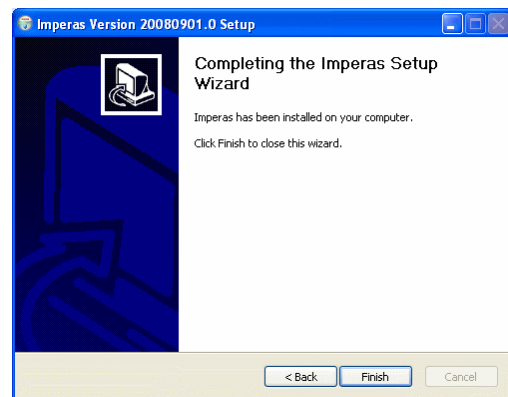 Imperas Version 20080901.0 Setup
Completing the Imperas Setup
Wizard
Imperas has been installed on your computer.
Click Finish to close this wizard.
< Back
Finish
Cancel